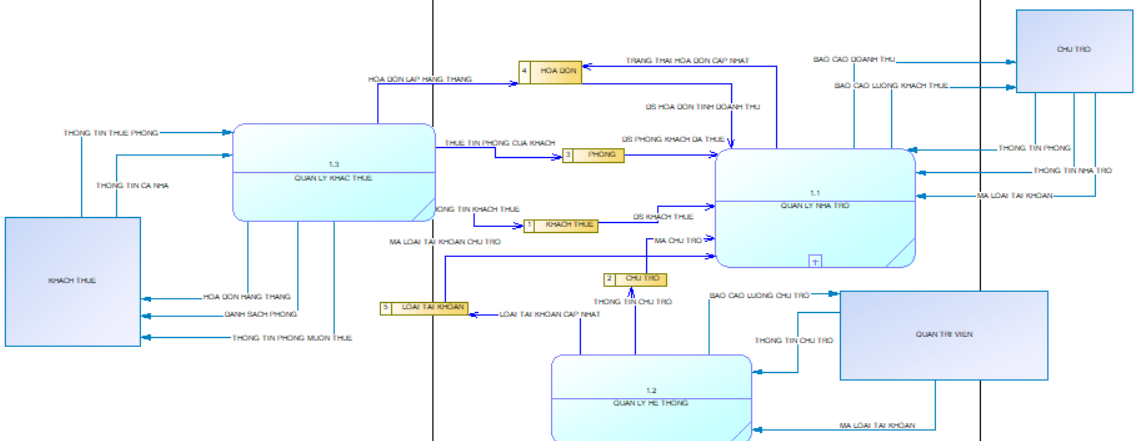 CHU TRO
BAO CAO DOANH THU
TRANG THAI HOA DON CAP NHAT
4 HOA DON
HOA DON LAP HANG THANG
BAO CAO LUONG KHACH THUE
DS HOA DON TINH DOANH THU
THONG TIN THUE PHONG
THUE TIN PHONG CUA KHACH
DS PHONG KHACH DA THUE
THONG TIN PHONG
3 PHONG
1.3
QUAN LY KHAC THUE
THONG TIN NHA TRO
THONG TIN CA NHA
1.1
QUAN LY NHA TRO
MA LOAI TAI KHOAN
ONG TIN KHACH THUE
DS KHACH THUE
1 KHACH THUE
MA LOAI TAI KHOAN CHU TRO
MA CHU TRO
KHACH THUE
2 CHU TRO
HOA DON HANG THANG
BAO CAO LUONG CHU TRO
THONG TIN CHU TRO
5 LOAI TAI KHOAN
DANH SACH PHONG
LOAI TAI KHOAN CAP NHAT
THONG TIN PHONG MUON THUE
THONG TIN CHU TRO
QUAN TRI VIEN
1.2
QUAN LY HE THONG
MA LOAI TAI KHOAN